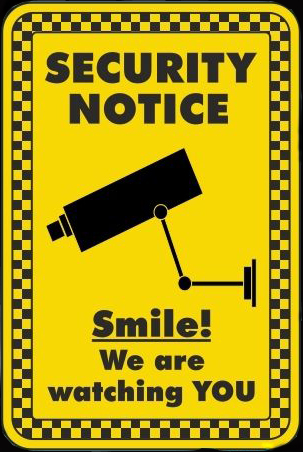 SECURITY
NOTICE
Smile!
We are
watching YOU